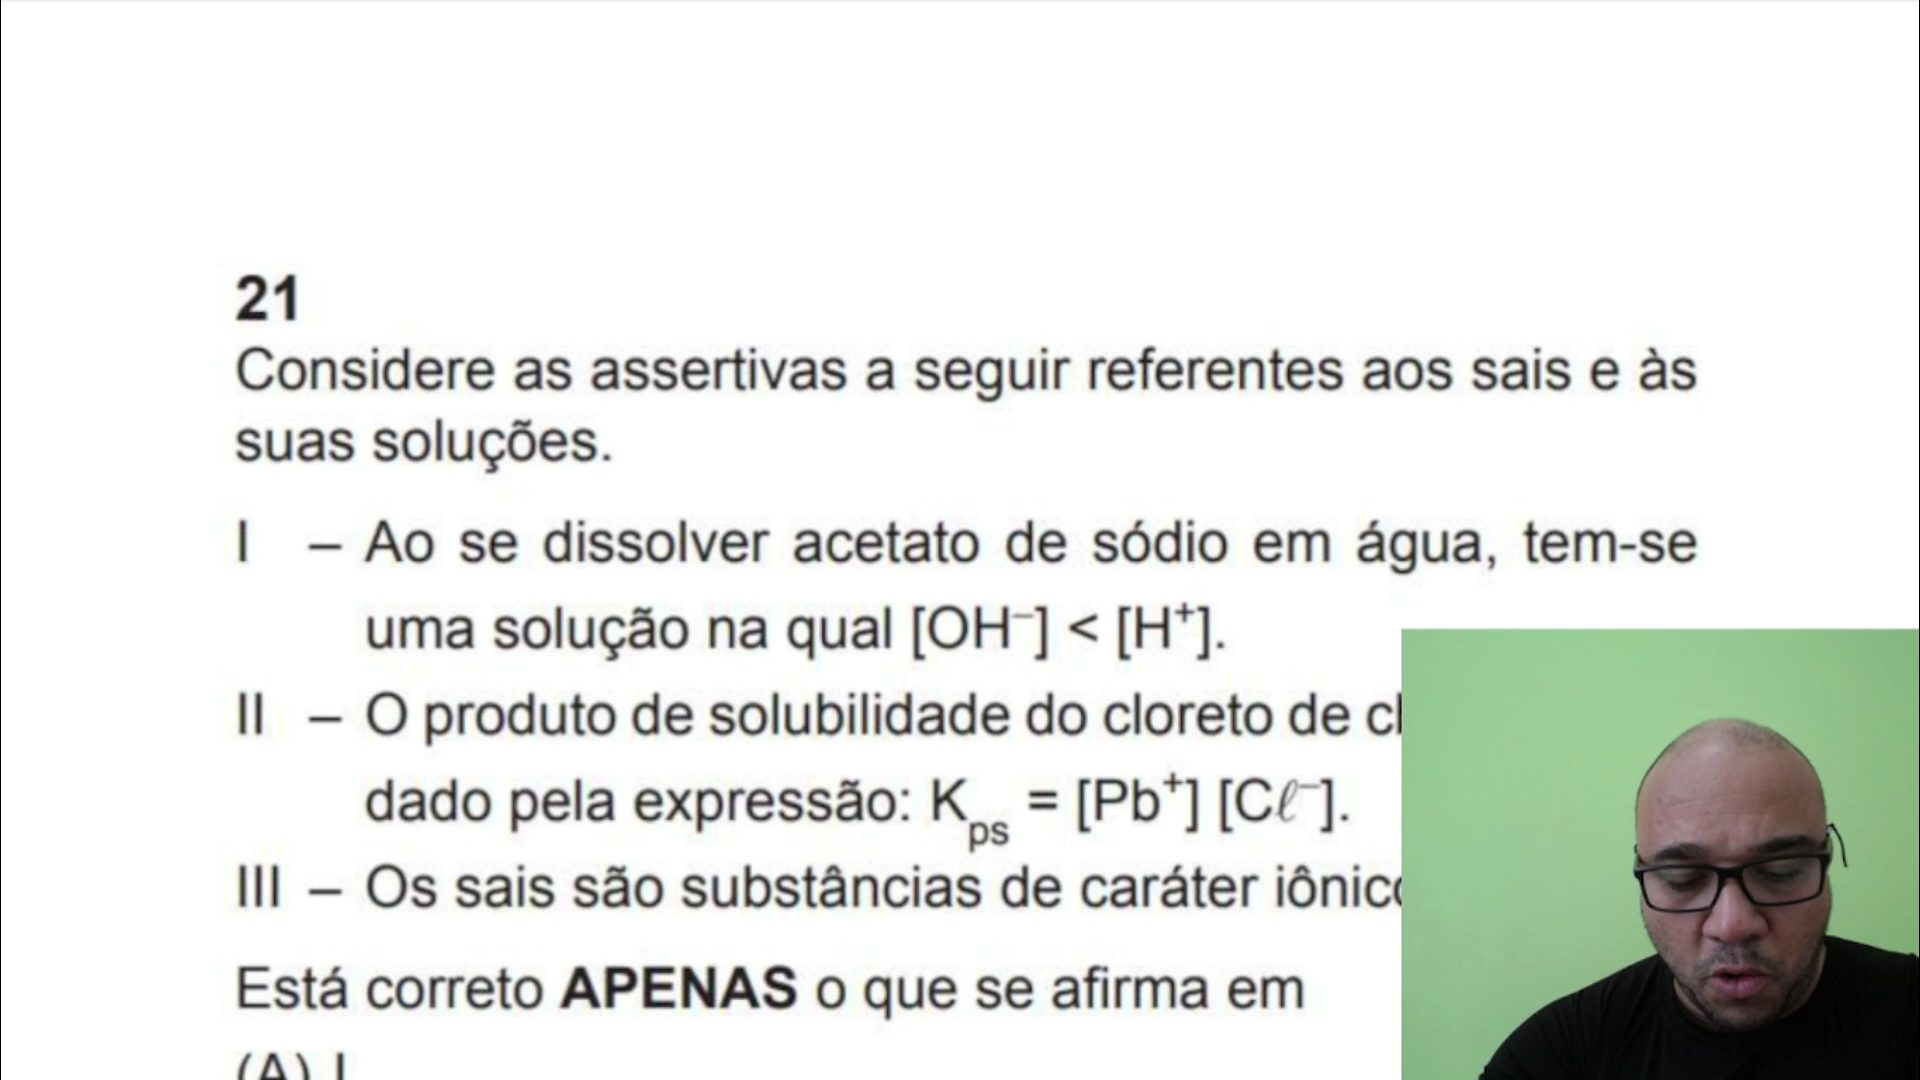 21
Considere as assertivas a seguir referentes aos sais e às
suas soluções.
I – Ao se dissolver acetato de sódio em água, tem-se
uma solução na qual [OH⁻] < [H⁺].
II – O produto de solubilidade do cloreto de
dado pela expressão: Kₚₛ = [Pb⁺] [Cℓ⁻].
III – Os sais são substâncias de caráter
Está correto APENAS o que se afirma em
(A) I